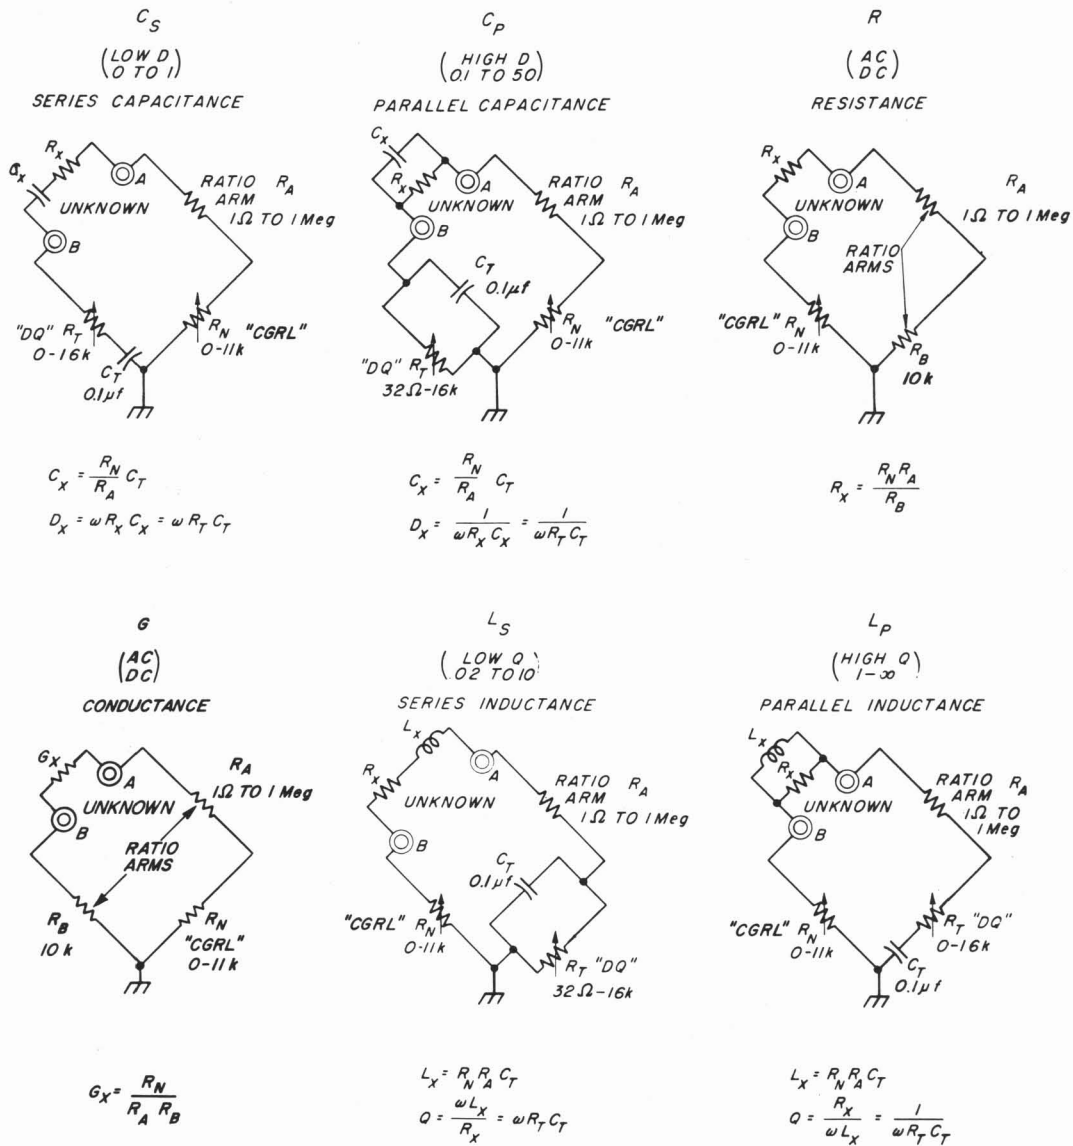 C_S
(LOW D
0 TO 1)
SERIES CAPACITANCE
C_X
R_X
A
UNKNOWN
B
RATIO R_A
ARM
1Ω TO 1 Meg
"DQ" R_T
0-16k
C_T
0.1μf
R_N "CGRL"
0-11k
C_X = R_N/R_A C_T
D_X = ωR_X C_X = ωR_T C_T
C_P
(HIGH D
0.1 TO 50)
PARALLEL CAPACITANCE
C_X
R_X
A
UNKNOWN
B
RATIO R_A
ARM
1Ω TO 1 Meg
C_T
0.1μf
"DQ" R_T
32Ω-16k
R_N "CGRL"
0-11k
C_X = R_N/R_A C_T
D_X = 1/ωR_X C_X = 1/ωR_T C_T
R
(AC
DC)
RESISTANCE
R_X
A
UNKNOWN
B
R_A
1Ω TO 1 Meg
RATIO
ARMS
"CGRL" R_N
0-11k
R_B
10k
R_X = R_N R_A/R_B
G
(AC
DC)
CONDUCTANCE
G_X
A
UNKNOWN
B
R_A
1Ω TO 1 Meg
RATIO
ARMS
R_B
10k
R_N
"CGRL"
0-11k
G_X = R_N/R_A R_B
L_S
(LOW Q
.02 TO 10)
SERIES INDUCTANCE
L_X
R_X
A
UNKNOWN
B
RATIO R_A
ARM
1Ω TO 1 Meg
C_T
0.1μf
"CGRL" R_N
0-11k
R_T "DQ"
32Ω-16k
L_X = R_N R_A C_T
Q = ωL_X/R_X = ωR_T C_T
L_P
(HIGH Q
1-∞)
PARALLEL INDUCTANCE
L_X
R_X
A
UNKNOWN
B
RATIO R_A
ARM
1Ω TO
1 Meg
"CGRL" R_N
0-11k
R_T "DQ"
0-16k
C_T
0.1μf
L_X = R_N R_A C_T
Q = R_X/ωL_X = 1/ωR_T C_T